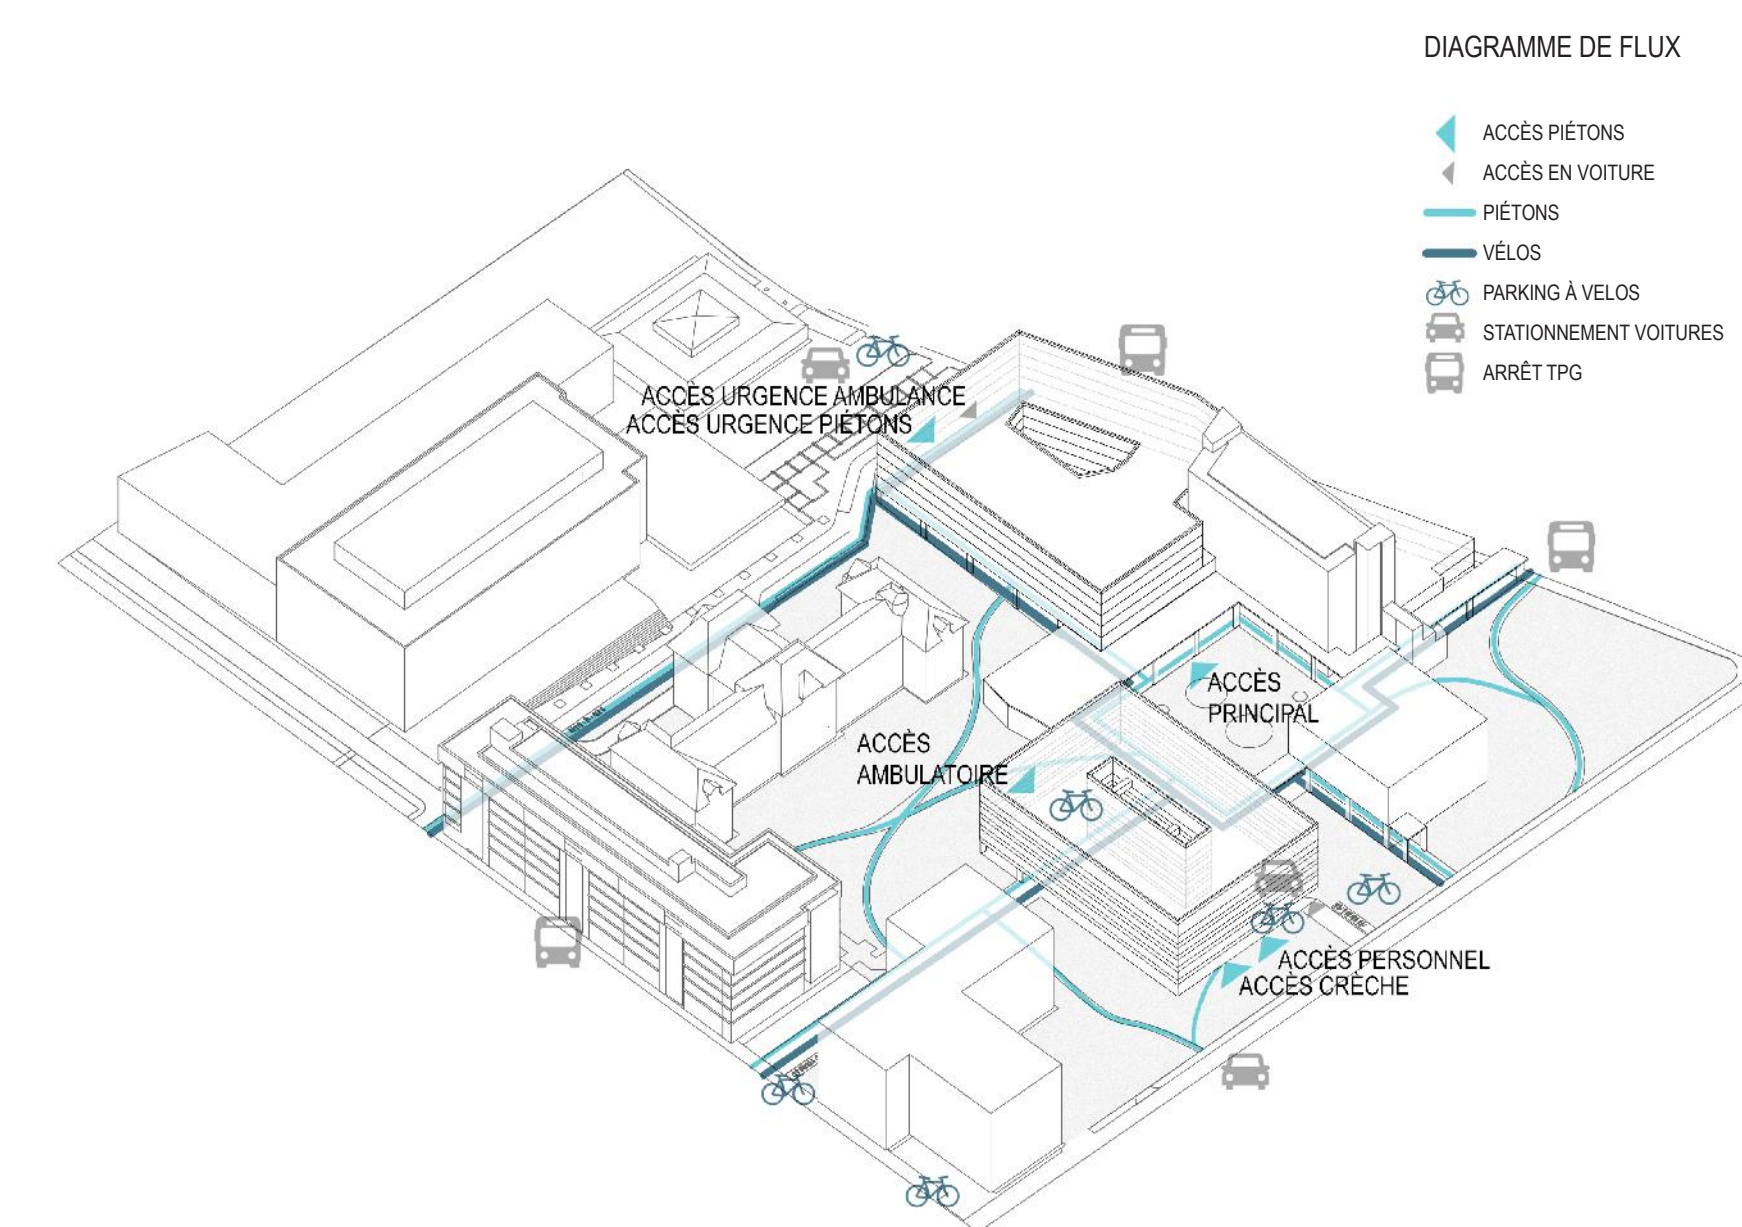 DIAGRAMME DE FLUX
ACCÈS PIÉTONS
ACCÈS EN VOITURE
PIÉTONS
VÉLOS
PARKING À VELOS
STATIONNEMENT VOITURES
ARRÊT TPG
ACCÈS URGENCE AMBULANCE
ACCÈS URGENCE PIÉTONS
ACCÈS
PRINCIPAL
ACCÈS
AMBULATOIRE
ACCÈS PERSONNEL
ACCÈS CRÈCHE